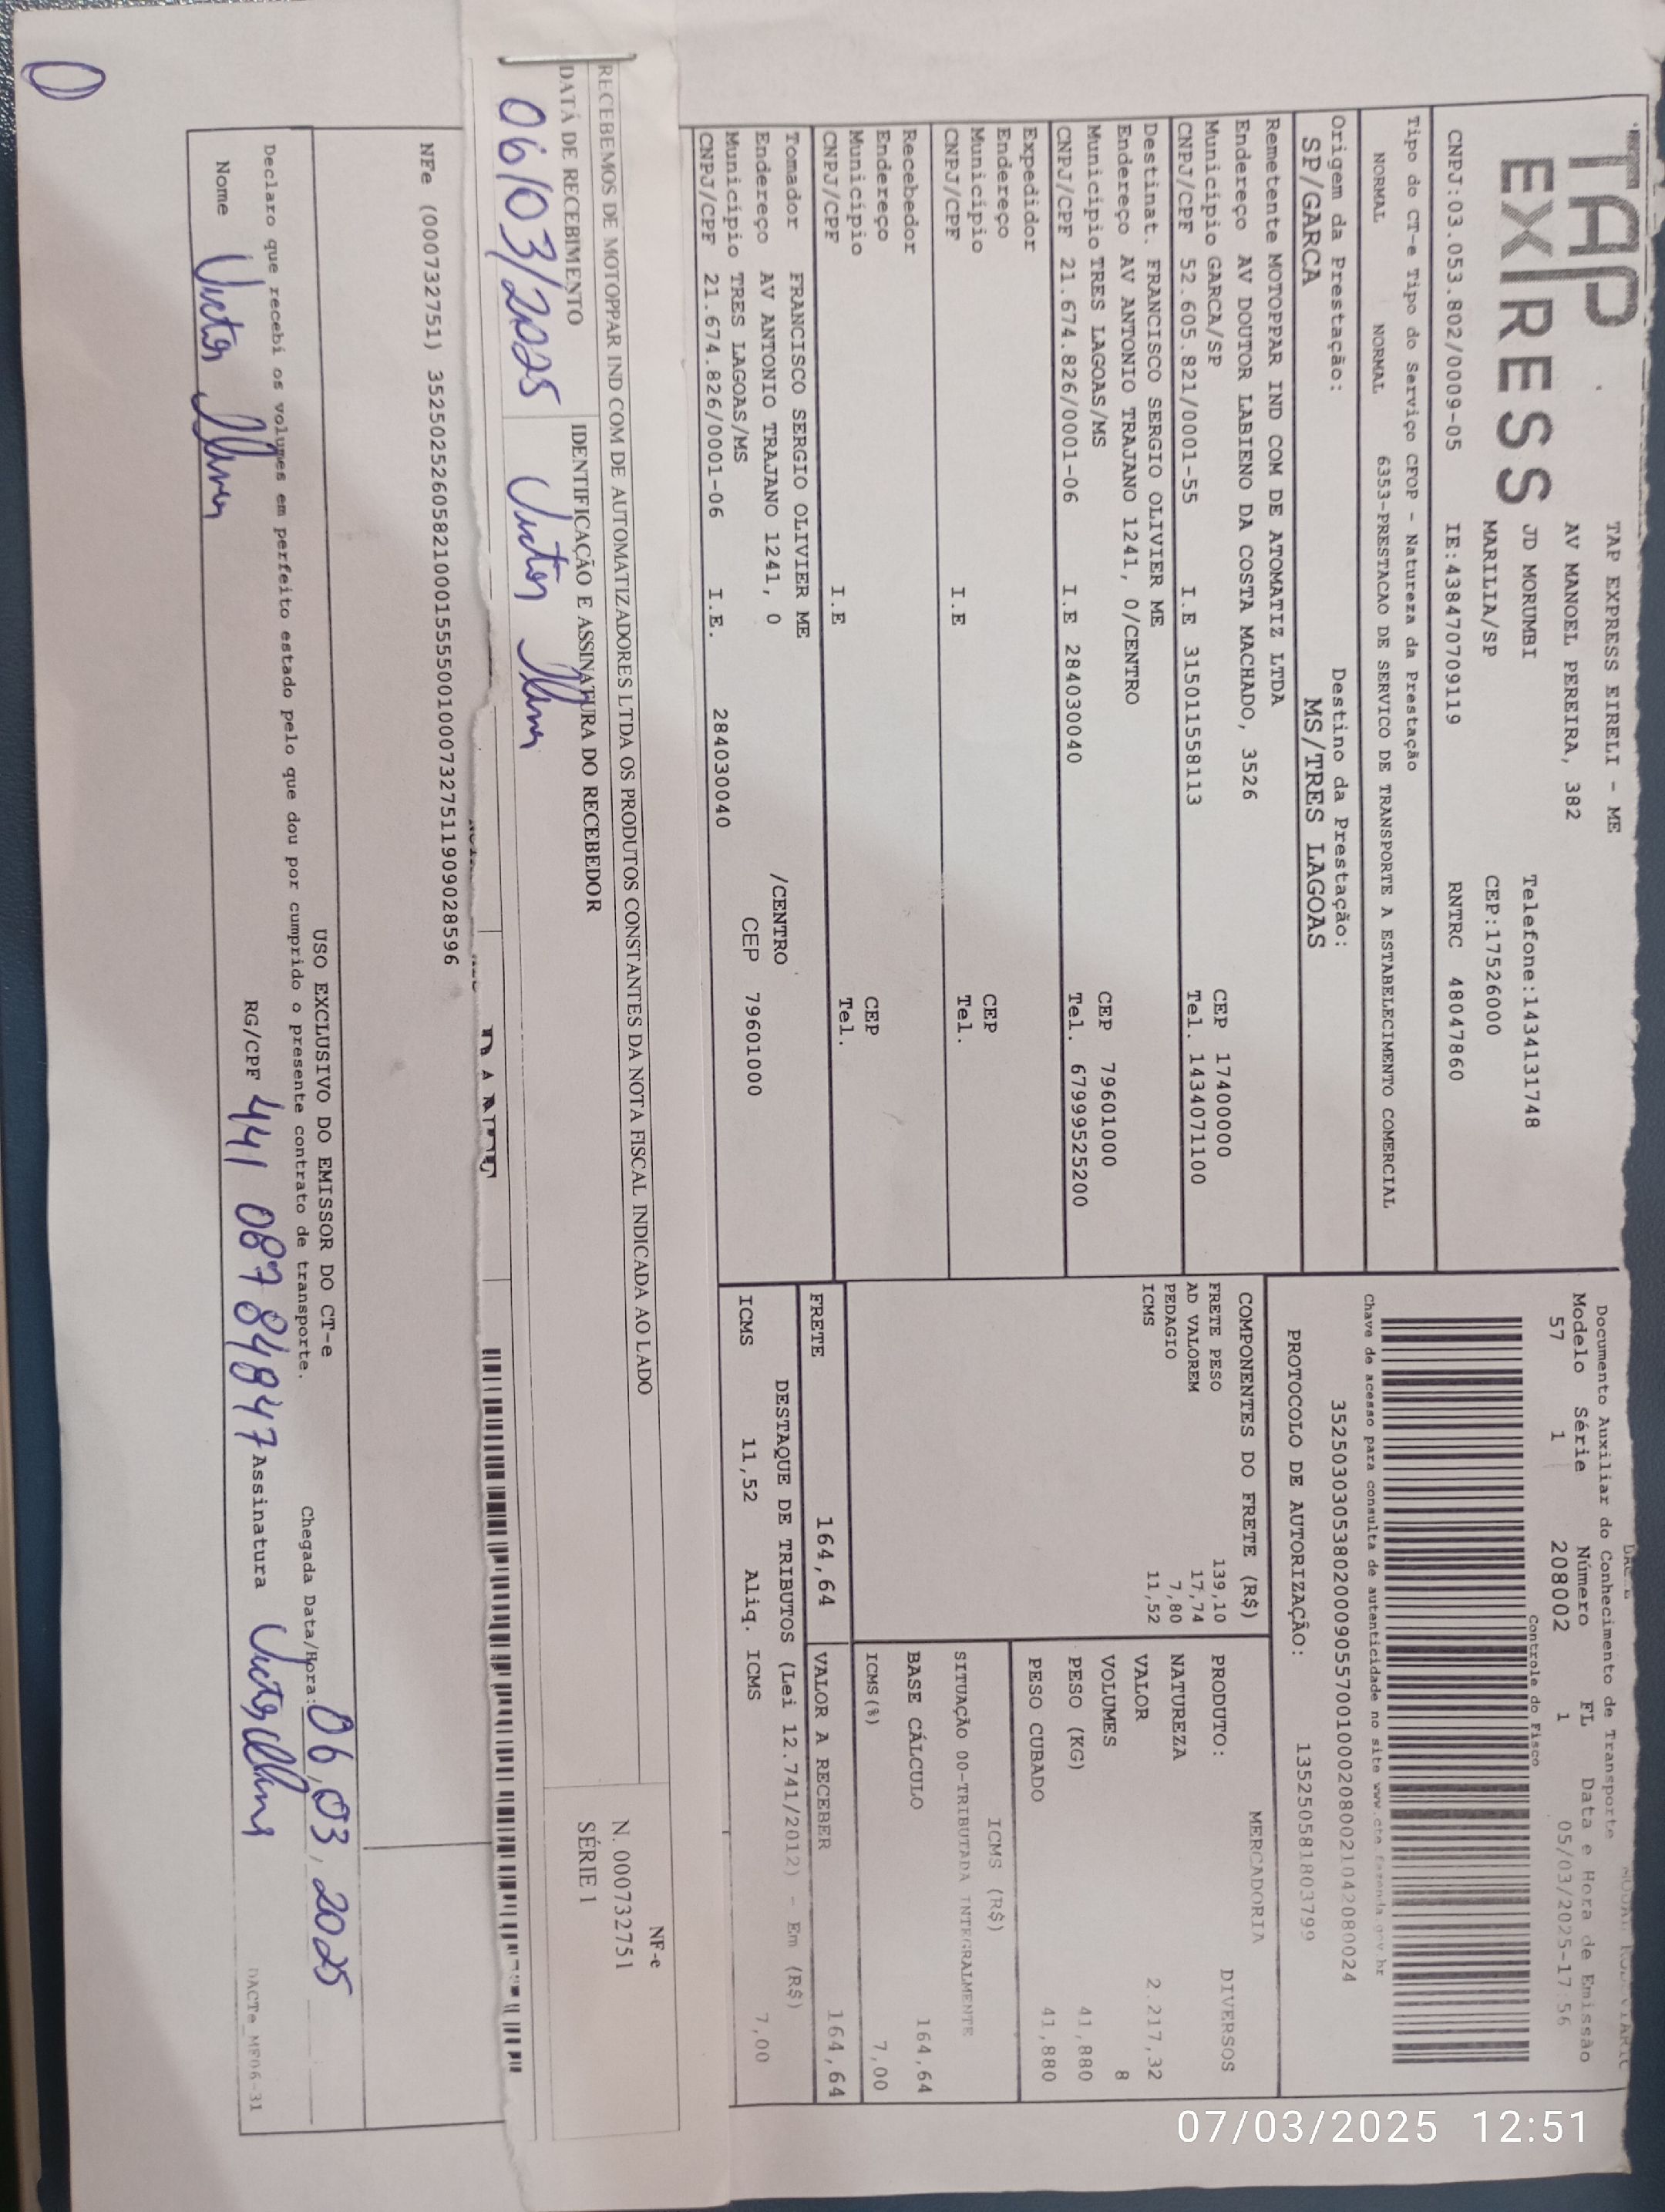 TAP
EXPRESS
TAP EXPRESS EIRELI - ME
AV MANOEL PEREIRA, 382
JD MORUMBI Telefone:1434131748
MARILIA/SP CEP:17526000
CNPJ:03.053.802/0009-05 IE:438470709119 RNTRC 48047860
Documento Auxiliar do Conhecimento de Transporte
Modelo Série Número FL Data e Hora de Emissão
57 1 208002 1 05/03/2025-17:56
Controle do Fisco
Chave de acesso para consulta de autenticidade no site www.cte.fazenda.gov.br
35250303053802000905570010002080021042080024
PROTOCOLO DE AUTORIZAÇÃO: 135250581803799
Tipo do CT-e Tipo do Serviço CFOP - Natureza da Prestação
NORMAL NORMAL 6353-PRESTACAO DE SERVICO DE TRANSPORTE A ESTABELECIMENTO COMERCIAL
Origem da Prestação: Destino da Prestação:
SP/GARCA MS/TRES LAGOAS
Remetente MOTOPPAR IND COM DE ATOMATIZ LTDA
Endereço AV DOUTOR LABIENO DA COSTA MACHADO, 3526
Município GARCA/SP CEP 17400000
CNPJ/CPF 52.605.821/0001-55 I.E 315011558113 Tel. 1434071100
Destinat. FRANCISCO SERGIO OLIVIER ME
Endereço AV ANTONIO TRAJANO 1241, 0/CENTRO
Município TRES LAGOAS/MS CEP 79601000
CNPJ/CPF 21.674.826/0001-06 I.E 284030040 Tel. 67999525200
Expedidor
Endereço
Município CEP
CNPJ/CPF I.E Tel.
Recebedor
Endereço
Município CEP
CNPJ/CPF I.E Tel.
Tomador FRANCISCO SERGIO OLIVIER ME
Endereço AV ANTONIO TRAJANO 1241, 0 /CENTRO
Município TRES LAGOAS/MS CEP 79601000
CNPJ/CPF 21.674.826/0001-06 I.E. 284030040
COMPONENTES DO FRETE (R$)
FRETE PESO 139,10
AD VALOREM 17,74
PEDAGIO 7,80
ICMS 11,52
MERCADORIA
PRODUTO: DIVERSOS
NATUREZA
VALOR 2.217,32
VOLUMES 8
PESO (KG) 41,880
PESO CUBADO 41,880
ICMS (R$)
SITUAÇÃO 00-TRIBUTADA INTEGRALMENTE
BASE CÁLCULO 164,64
ICMS(%) 7,00
FRETE 164,64 VALOR A RECEBER 164,64
DESTAQUE DE TRIBUTOS (Lei 12.741/2012) - Em (R$)
ICMS 11,52 Aliq. ICMS 7,00
RECEBEMOS DE MOTOPPAR IND COM DE AUTOMATIZADORES LTDA OS PRODUTOS CONSTANTES DA NOTA FISCAL INDICADA AO LADO
DATA DE RECEBIMENTO IDENTIFICAÇÃO E ASSINATURA DO RECEBEDOR
06/03/2025 Victor
NF-e
N. 000732751
SÉRIE 1
NFe (000732751) 35250252605821000155550010007327511909028596
USO EXCLUSIVO DO EMISSOR DO CT-e
Declaro que recebi os volumes em perfeito estado pelo que dou por cumprido o presente contrato de transporte.
Chegada Data/Hora: 06,03,2025
Nome Victor RG/CPF 441 087 848 47 Assinatura Victor
DACTe_MF06-31
07/03/2025 12:51